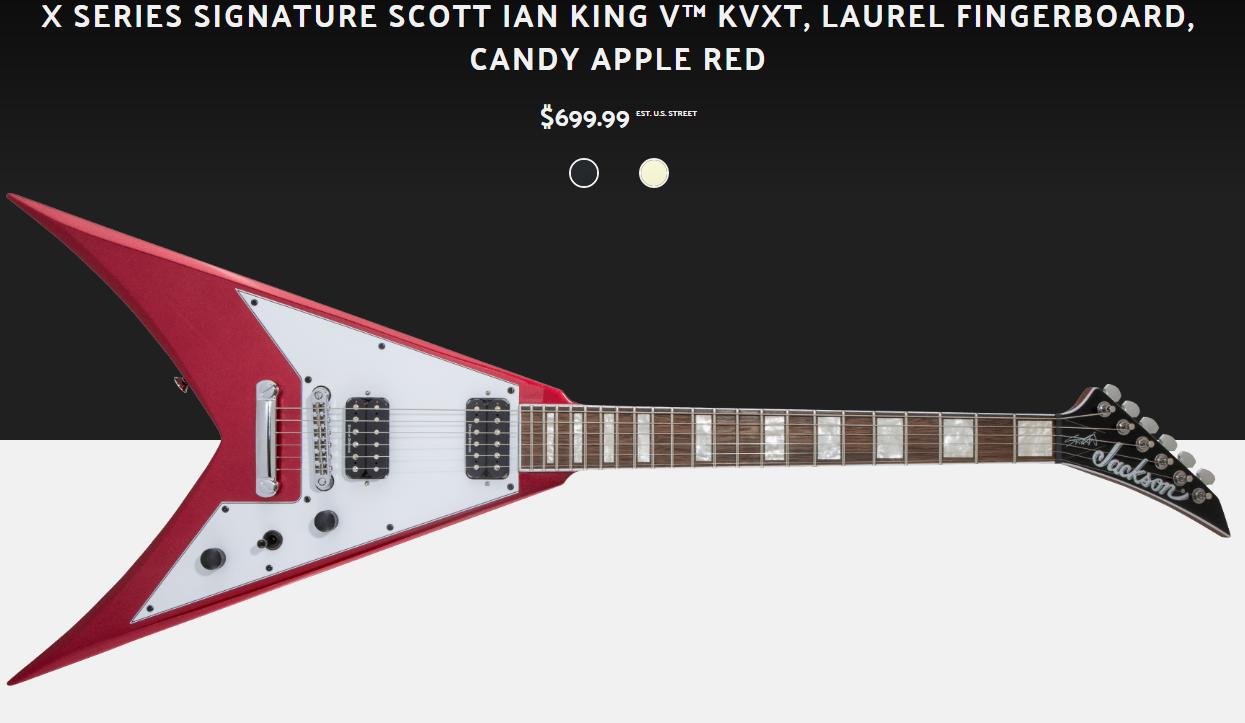 X SERIES SIGNATURE SCOTT IAN KING V™ KVXT, LAUREL FINGERBOARD,
CANDY APPLE RED
$699.99 EST. U.S. STREET
Jackson